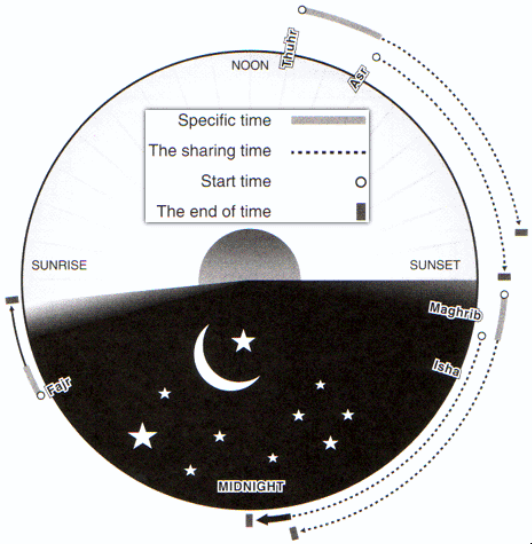 Thuhr
NOON
Asr
Specific time
The sharing time
Start time
The end of time
SUNRISE
SUNSET
Maghrib
Isha
Fajr
MIDNIGHT